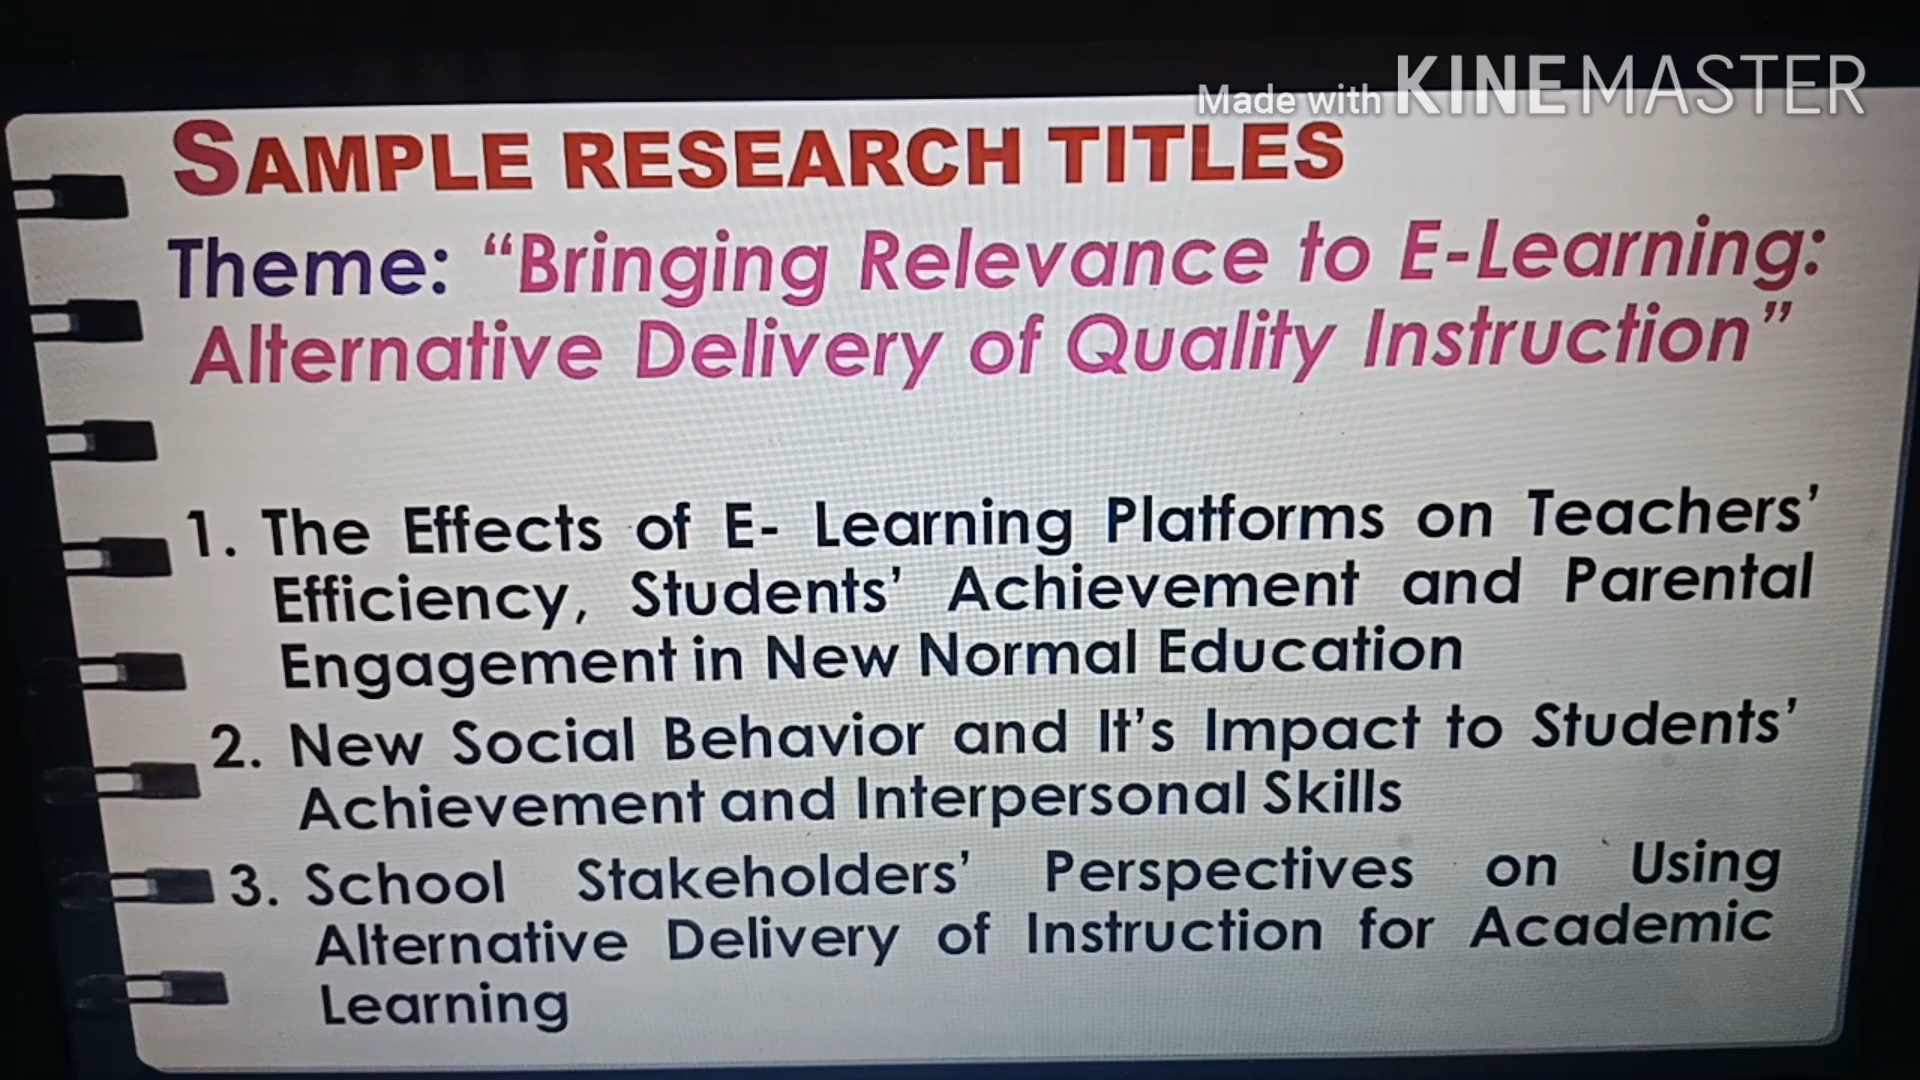 Made with KINEMASTER
SAMPLE RESEARCH TITLES
Theme: “Bringing Relevance to E-Learning:
Alternative Delivery of Quality Instruction”
1. The Effects of E- Learning Platforms on Teachers’
Efficiency, Students’ Achievement and Parental
Engagement in New Normal Education
2. New Social Behavior and It’s Impact to Students’
Achievement and Interpersonal Skills
3. School Stakeholders’ Perspectives on Using
Alternative Delivery of Instruction for Academic
Learning